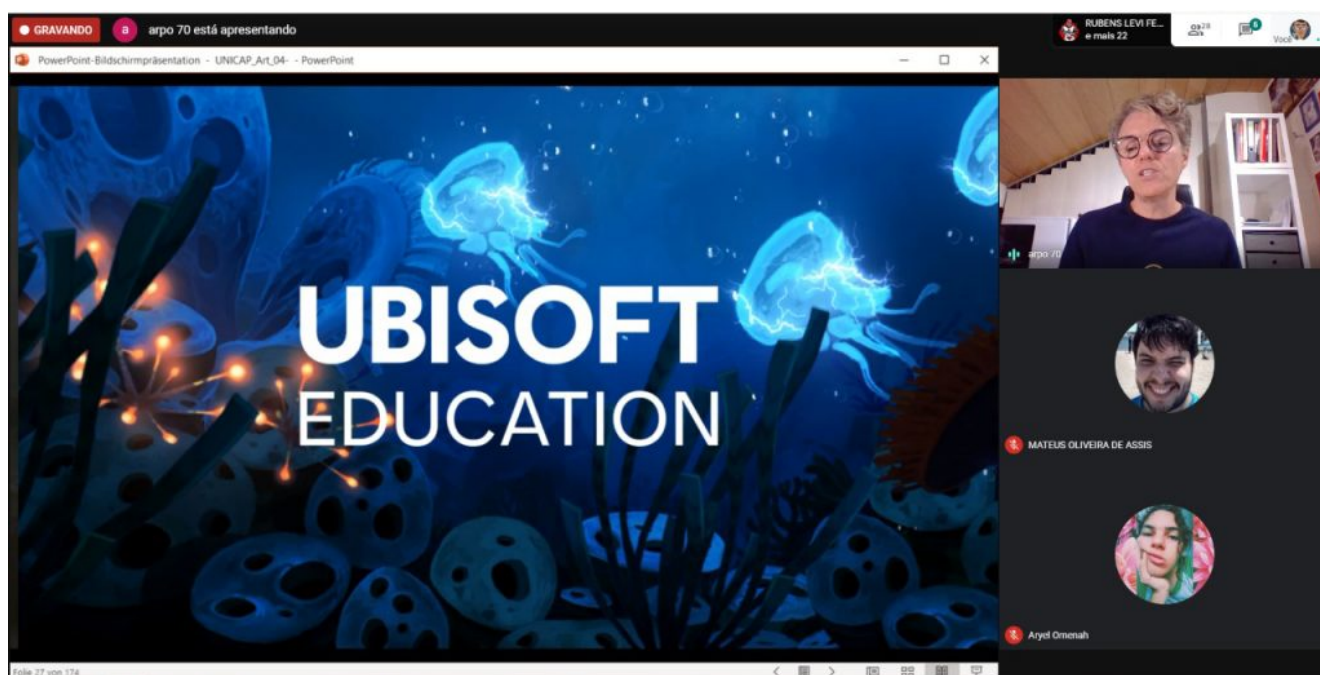 GRAVANDO
a
arpo 70 está apresentando
RUBENS LEVI FE...
e mais 22
28
6
Você
PowerPoint-Bildschirmpräsentation - UNICAP_Art_04- - PowerPoint
UBISOFT
EDUCATION
arpo 70
MATEUS OLIVEIRA DE ASSIS
Aryel Omenah
Folie 27 von 174